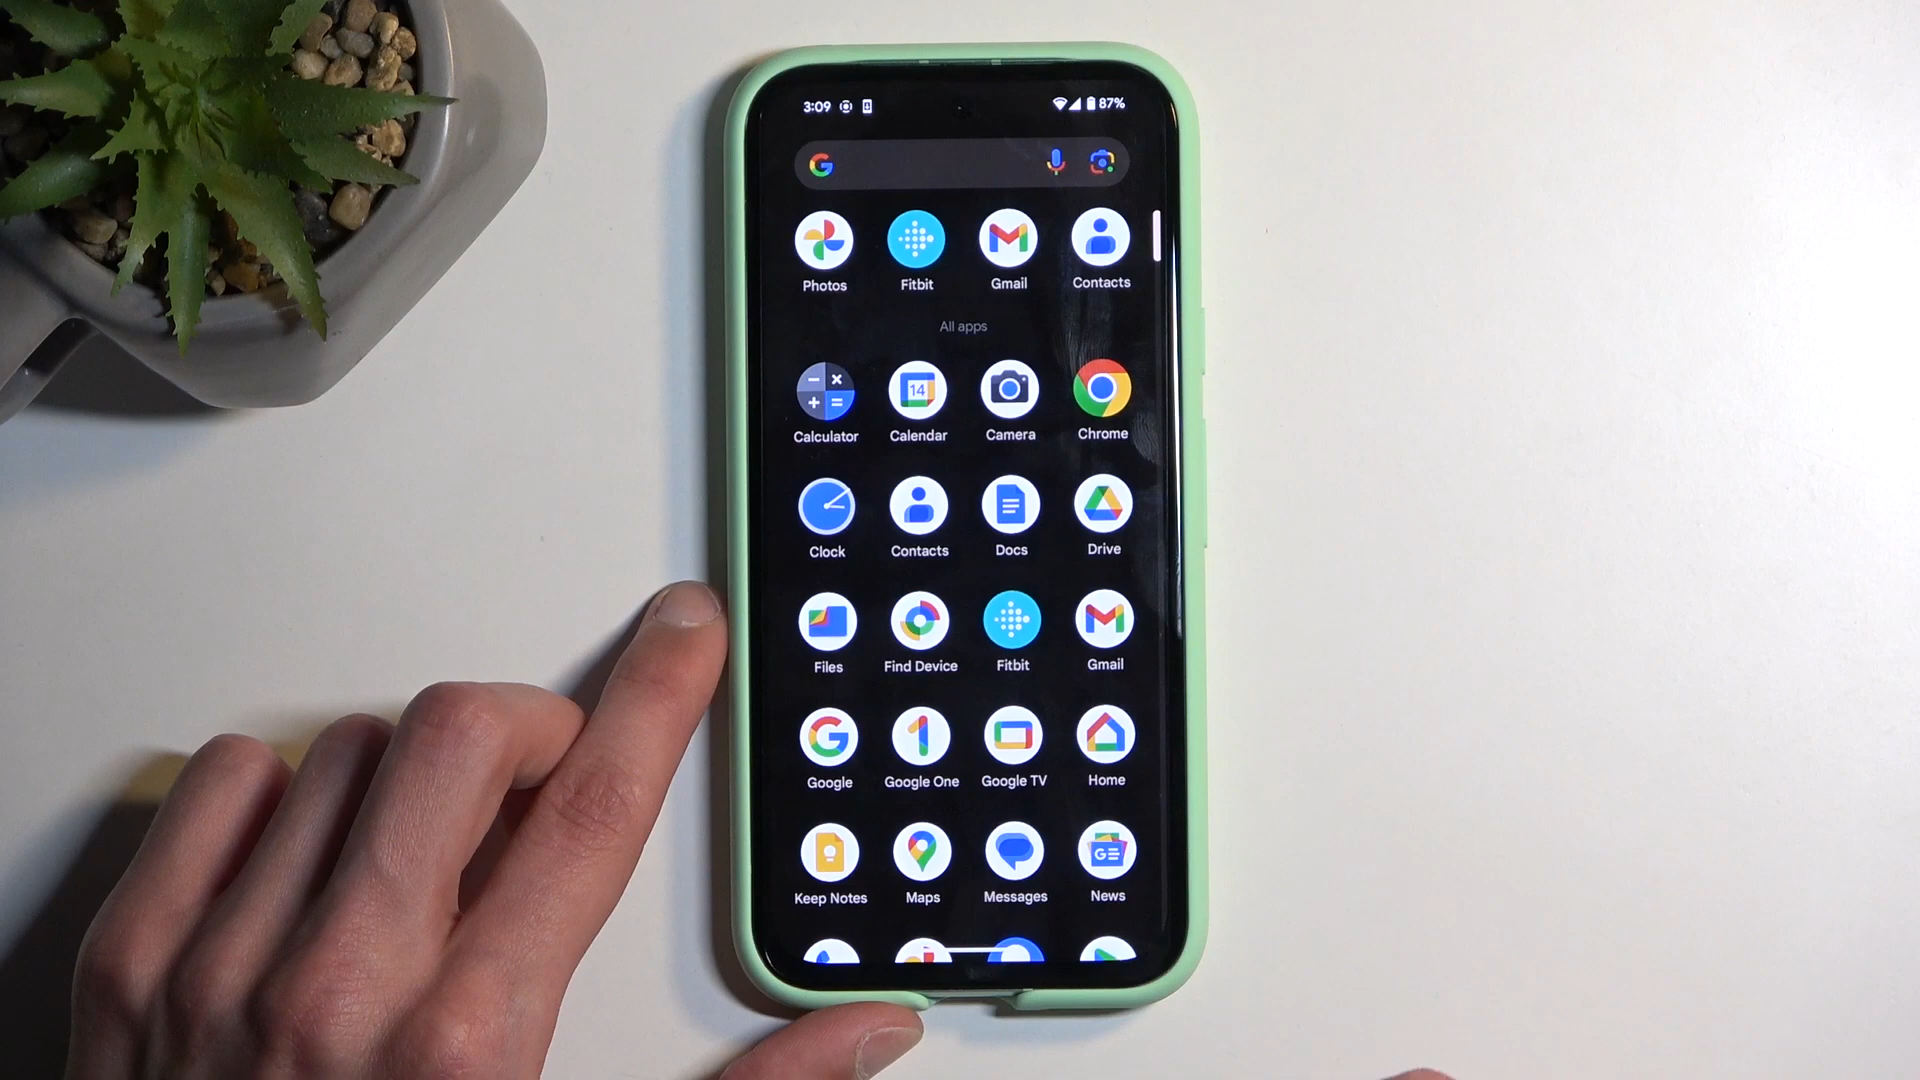 3:09 87%
Photos Fitbit Gmail Contacts
All apps
14
Calculator Calendar Camera Chrome
Clock Contacts Docs Drive
Files Find Device Fitbit Gmail
Google Google One Google TV Home
Keep Notes Maps Messages News